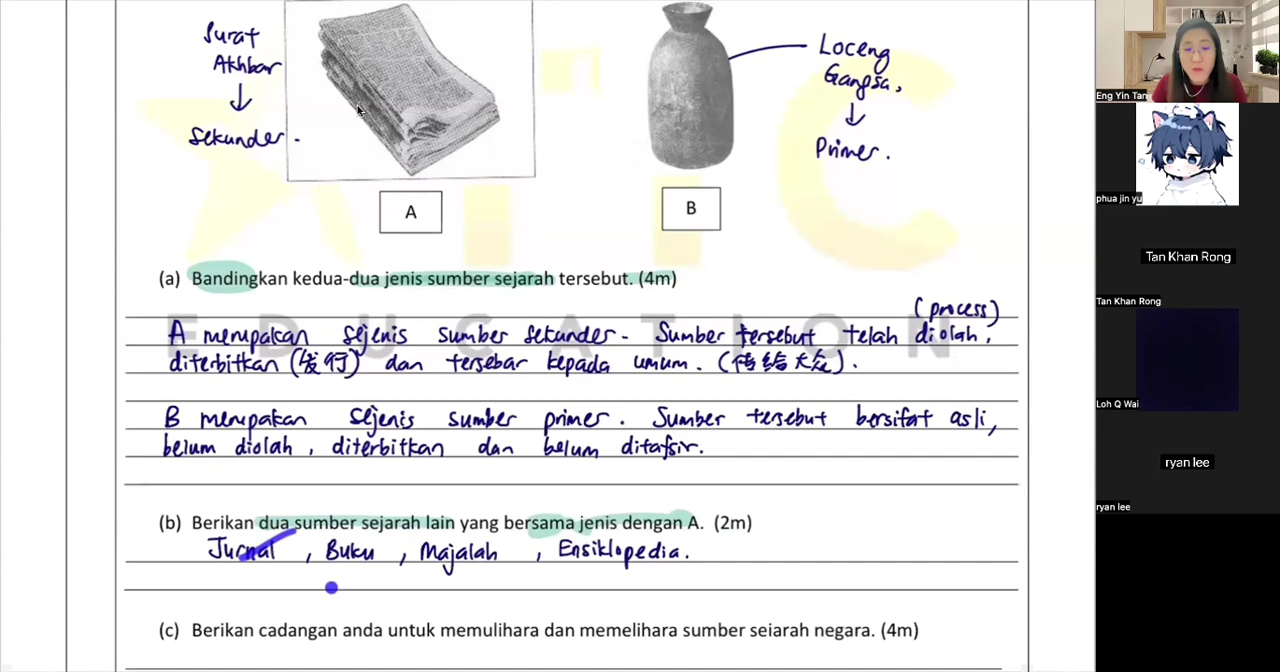 Surat
Akhbar
Sekunder.
Loceng
Gangsa.
Primer.
A
B
(a) Bandingkan kedua-dua jenis sumber sejarah tersebut. (4m)
(process)
A merupakan sejenis sumber sekunder. Sumber tersebut telah diolah,
diterbitkan (发行) dan tersebar kepada umum. (传给大众).
B merupakan sejenis sumber primer. Sumber tersebut bersifat asli,
belum diolah, diterbitkan dan belum ditafsir.
EDUCATION
(b) Berikan dua sumber sejarah lain yang bersama jenis dengan A. (2m)
Jurnal, Buku, Majalah, Ensiklopedia.
(c) Berikan cadangan anda untuk memulihara dan memelihara sumber sejarah negara. (4m)
Eng Yin Tan
phua jin yu
Tan Khan Rong
Tan Khan Rong
Loh Q Wai
ryan lee
ryan lee